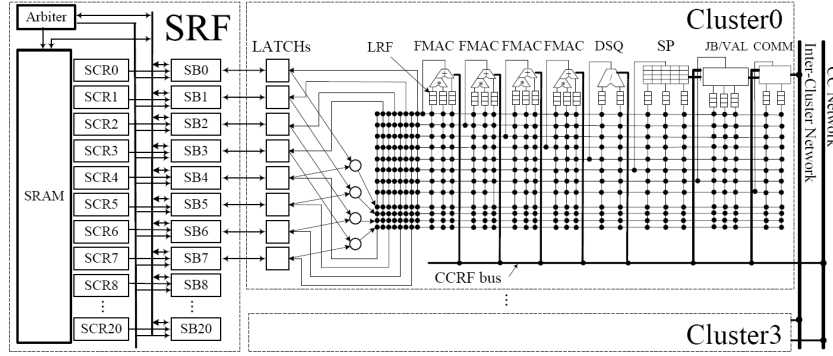 Arbiter
SRF
SRAM
SCR0
SB0
SCR1
SB1
SCR2
SB2
SCR3
SB3
SCR4
SB4
SCR5
SB5
SCR6
SB6
SCR7
SB7
SCR8
SB8
SCR20
SB20
Cluster0
LATCHs
LRF
FMAC
FMAC
FMAC
FMAC
DSQ
SP
JB/VAL
COMM
CCRF bus
Cluster3
Inter-Cluster Network
Network